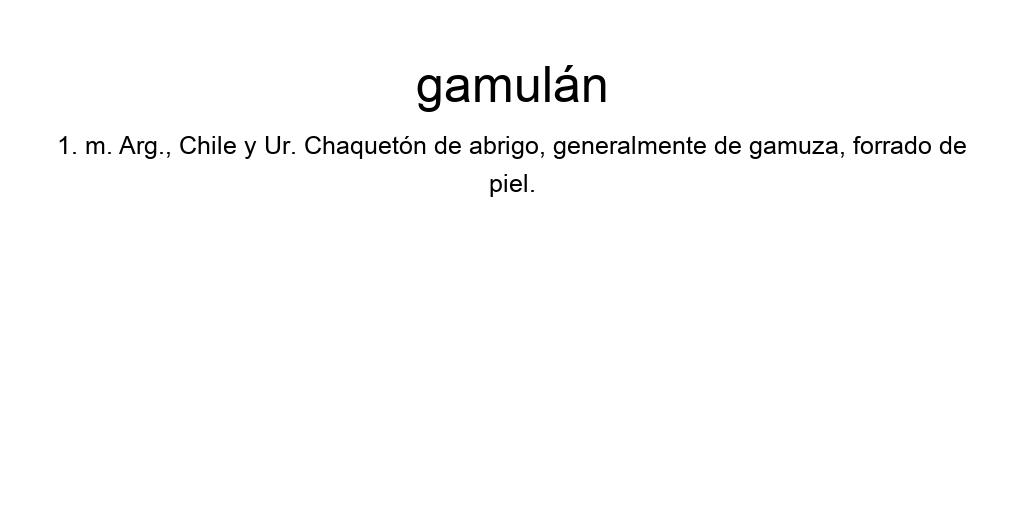 gamulán
1. m. Arg., Chile y Ur. Chaquetón de abrigo, generalmente de gamuza, forrado de
piel.